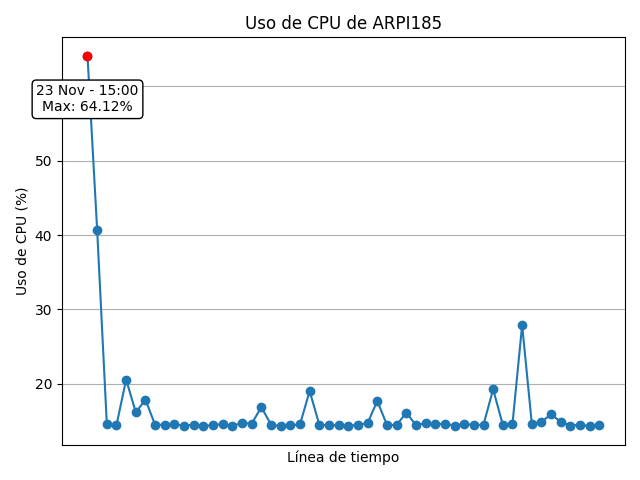 Uso de CPU de ARPI185
23 Nov - 15:00
Max: 64.12%
50
40
30
20
Uso de CPU (%)
Línea de tiempo